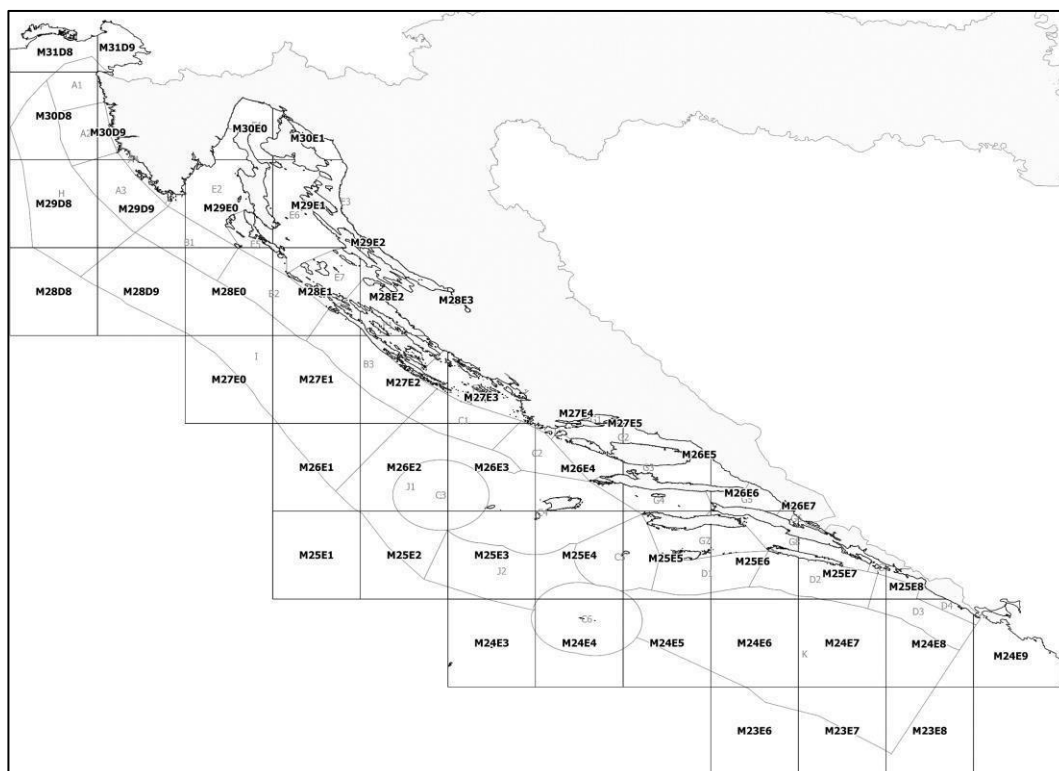 M31D8 M31D9
A1
M30D8 M30D9 M30E0 M30E1
A2
H A3 E2 E3
M29D8 M29D9 M29E0 M29E1
E6
B1 E5 M29E2
E7
M28D8 M28D9 M28E0 B2 M28E1 M28E2 M28E3
I B3
M27E0 M27E1 M27E2 M27E3
C1 M27E4 M27E5
G2
C2 M26E5
M26E1 M26E2 M26E3 M26E4 G3
J1 C3 G4 M26E6 G5 M26E7
G2 G6
M25E1 M25E2 M25E3 M25E4 C5 M25E5 M25E6
J2 D1 D2 M25E7 M25E8
C6 D3 D4
M24E3 M24E4 M24E5 M24E6 M24E7 M24E8 M24E9
K
M23E6 M23E7 M23E8